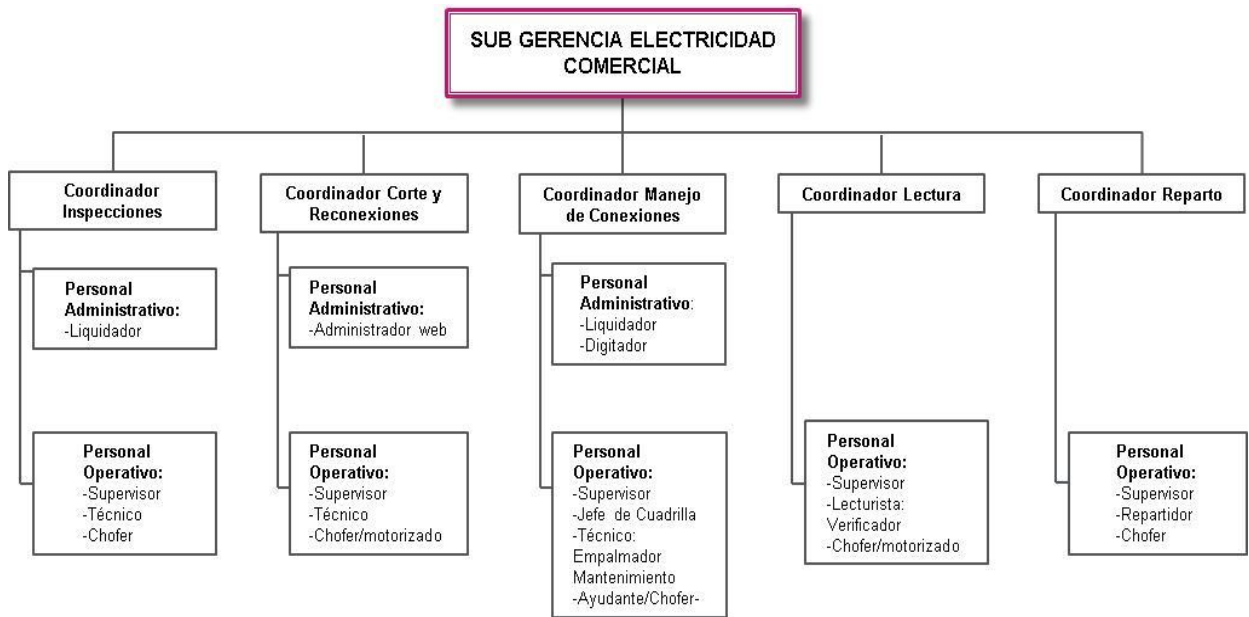 SUB GERENCIA ELECTRICIDAD
COMERCIAL
Coordinador
Inspecciones
Coordinador Corte y
Reconexiones
Coordinador Manejo
de Conexiones
Coordinador Lectura
Coordinador Reparto
Personal
Administrativo:
-Liquidador
Personal
Administrativo:
-Administrador web
Personal
Administrativo:
-Liquidador
-Digitador
Personal
Operativo:
-Supervisor
-Técnico
-Chofer
Personal
Operativo:
-Supervisor
-Técnico
-Chofer/motorizado
Personal
Operativo:
-Supervisor
-Jefe de Cuadrilla
-Técnico:
Empalmador
Mantenimiento
-Ayudante/Chofer-
Personal
Operativo:
-Supervisor
-Lecturista:
Verificador
-Chofer/motorizado
Personal
Operativo:
-Supervisor
-Repartidor
-Chofer